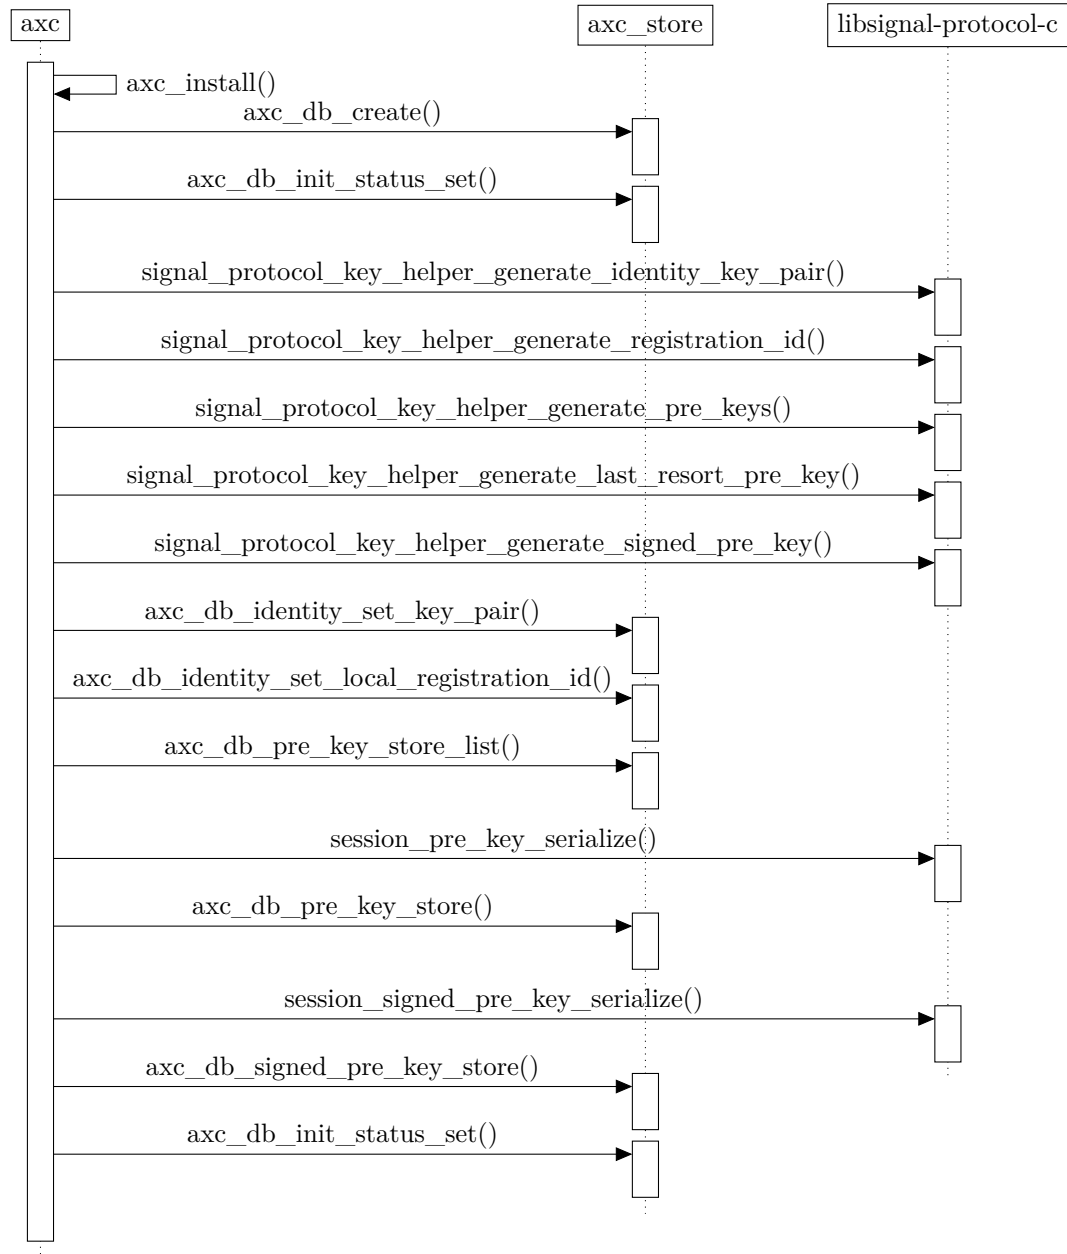 axc
axc_store
libsignal-protocol-c
axc_install()
axc_db_create()
axc_db_init_status_set()
signal_protocol_key_helper_generate_identity_key_pair()
signal_protocol_key_helper_generate_registration_id()
signal_protocol_key_helper_generate_pre_keys()
signal_protocol_key_helper_generate_last_resort_pre_key()
signal_protocol_key_helper_generate_signed_pre_key()
axc_db_identity_set_key_pair()
axc_db_identity_set_local_registration_id()
axc_db_pre_key_store_list()
session_pre_key_serialize()
axc_db_pre_key_store()
session_signed_pre_key_serialize()
axc_db_signed_pre_key_store()
axc_db_init_status_set()